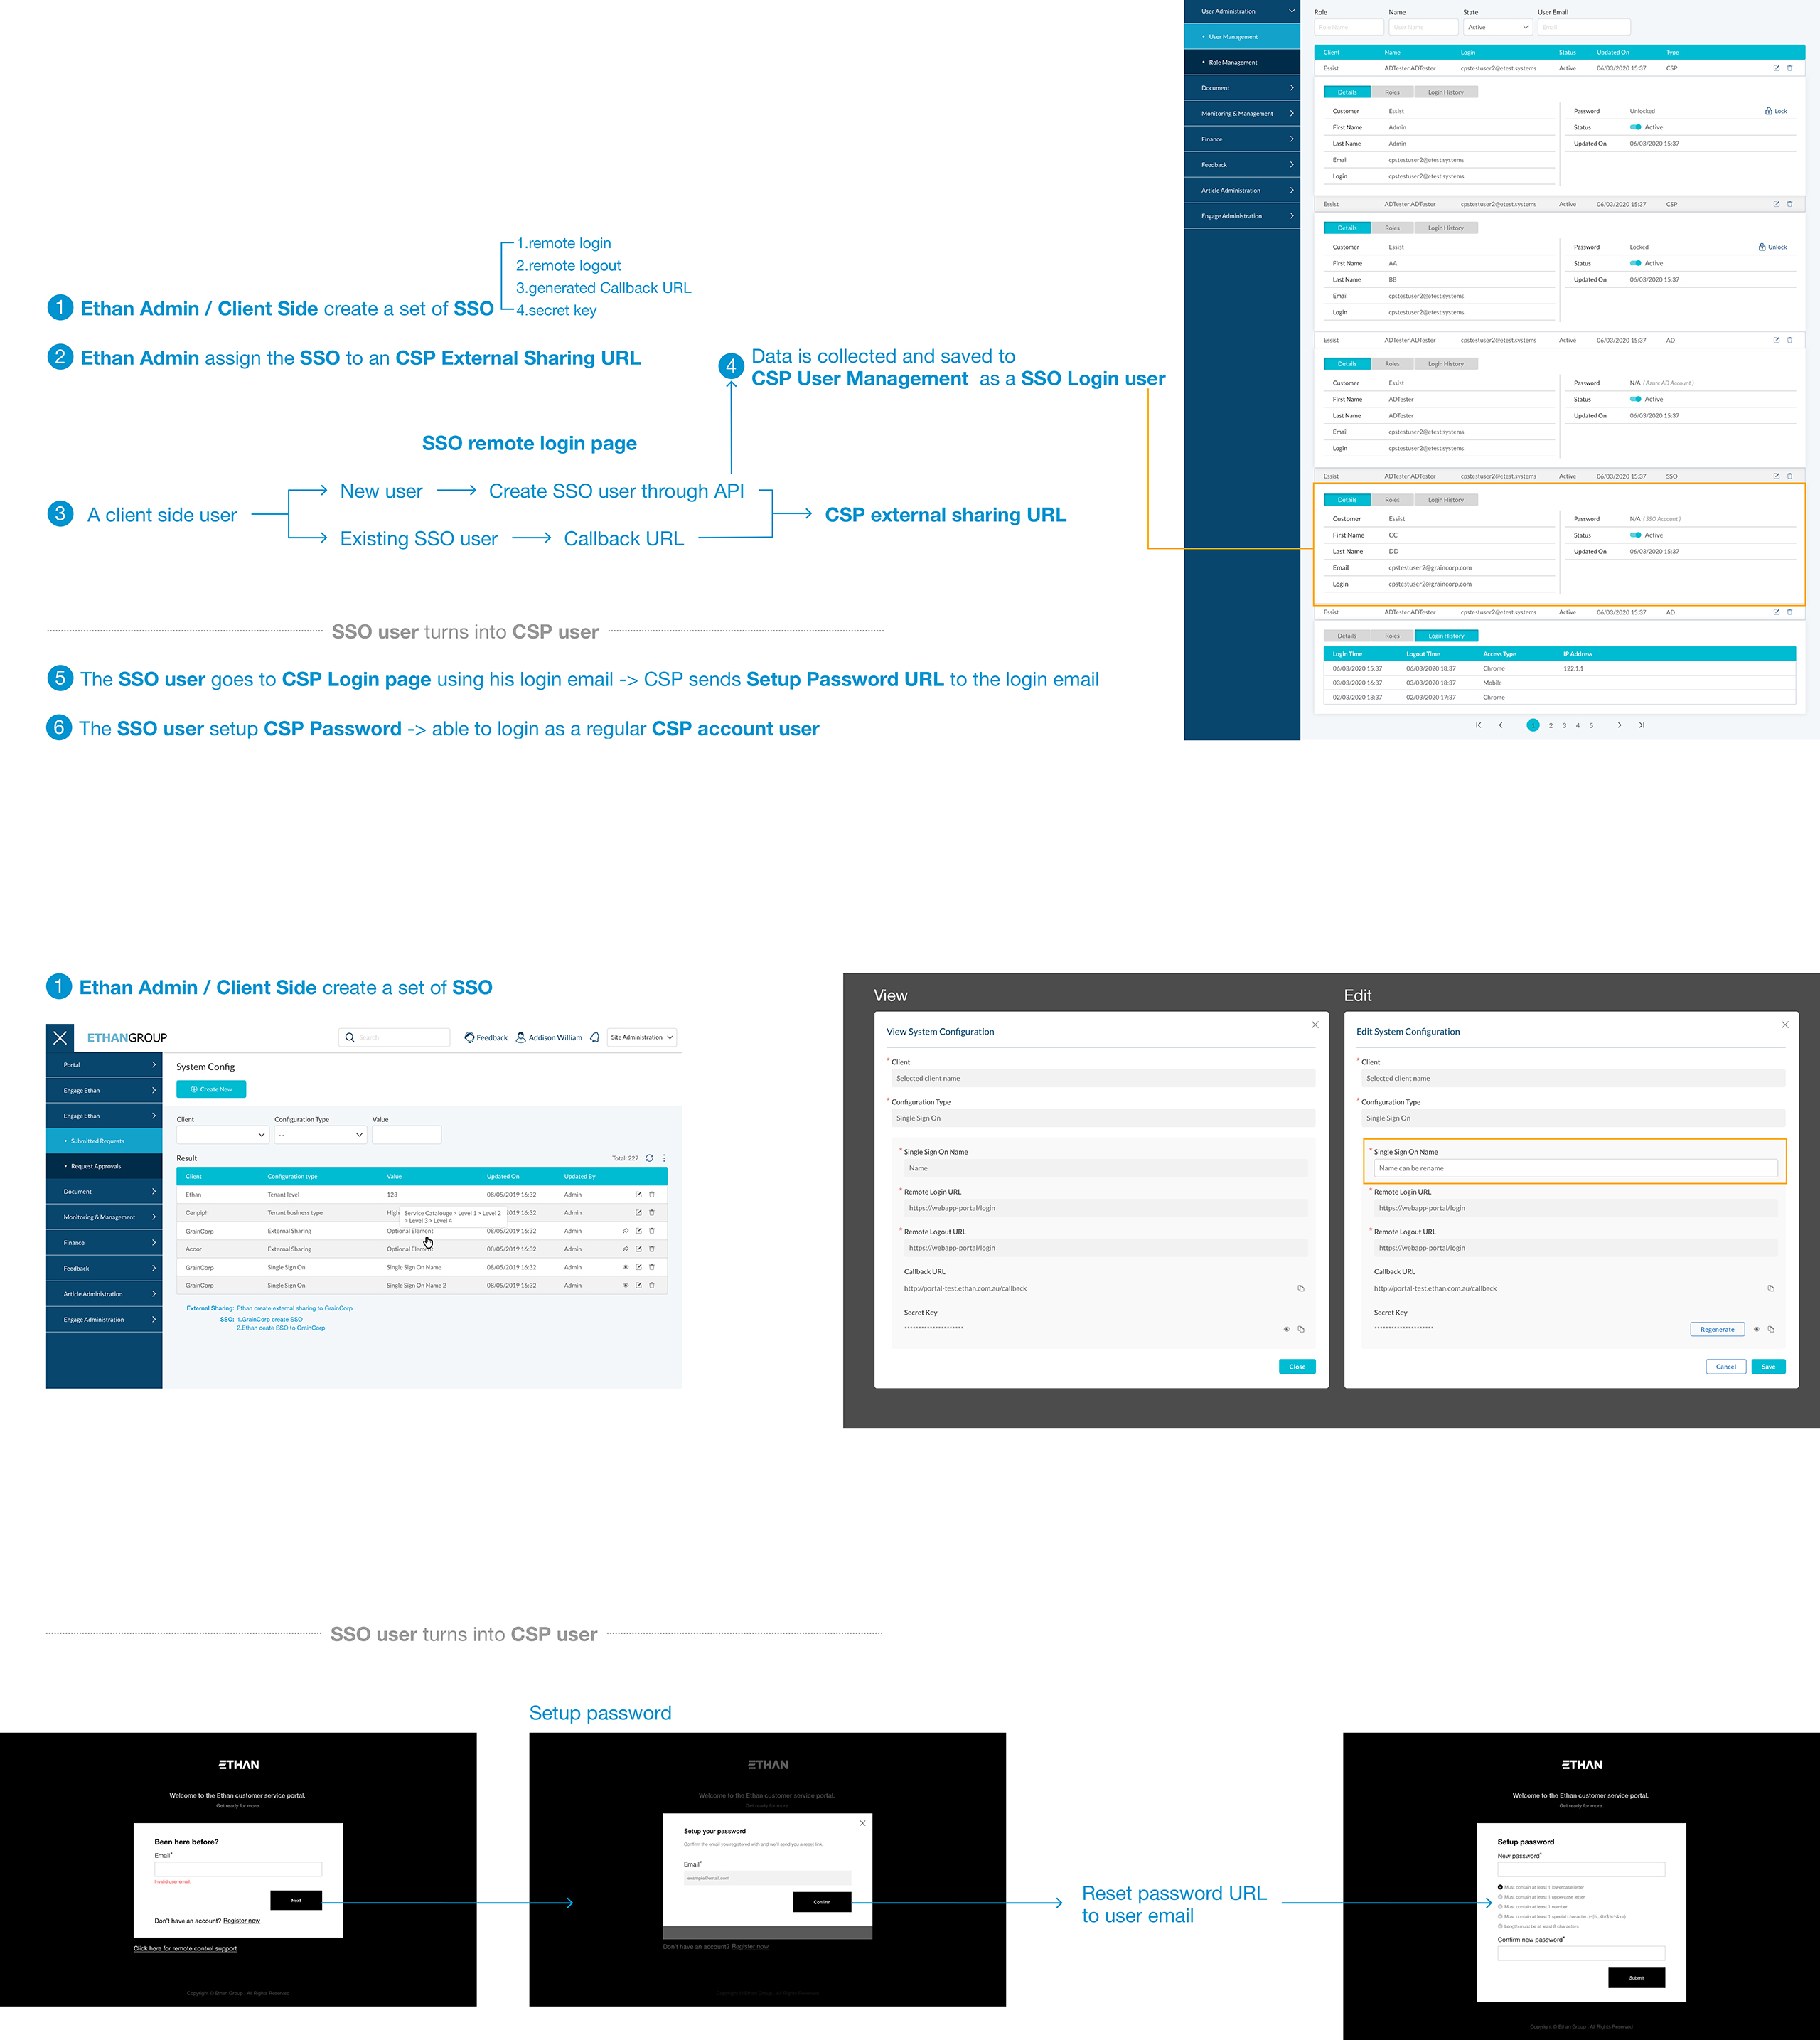 1.remote login
2.remote logout
3.generated Callback URL
4.secret key
1 Ethan Admin / Client Side create a set of SSO
2 Ethan Admin assign the SSO to an CSP External Sharing URL
4 Data is collected and saved to
CSP User Management as a SSO Login user
SSO remote login page
3 A client side user
New user
Create SSO user through API
Existing SSO user
Callback URL
CSP external sharing URL
SSO user turns into CSP user
5 The SSO user goes to CSP Login page using his login email -> CSP sends Setup Password URL to the login email
6 The SSO user setup CSP Password -> able to login as a regular CSP account user
User Administration
• User Management
• Role Management
Document
Monitoring & Management
Finance
Feedback
Article Administration
Engage Administration
Role Name State User Email
Role Name User Name Active Email
Client Name Login Status Updated On Type
Essist ADTester ADTester cpstestuser2@etest.systems Active 06/03/2020 15:37 CSP
Details Roles Login History
Customer Essist Password Unlocked Lock
First Name Admin Status Active
Last Name Admin Updated On 06/03/2020 15:37
Email cpstestuser2@etest.systems
Login cpstestuser2@etest.systems
Essist ADTester ADTester cpstestuser2@etest.systems Active 06/03/2020 15:37 CSP
Details Roles Login History
Customer Essist Password Locked Unlock
First Name AA Status Active
Last Name BB Updated On 06/03/2020 15:37
Email cpstestuser2@etest.systems
Login cpstestuser2@etest.systems
Essist ADTester ADTester cpstestuser2@etest.systems Active 06/03/2020 15:37 AD
Details Roles Login History
Customer Essist Password N/A (Azure AD Account)
First Name ADTester Status Active
Last Name ADTester Updated On 06/03/2020 15:37
Email cpstestuser2@etest.systems
Login cpstestuser2@etest.systems
Essist ADTester ADTester cpstestuser2@etest.systems Active 06/03/2020 15:37 SSO
Details Roles Login History
Customer Essist Password N/A (SSO Account)
First Name CC Status Active
Last Name DD Updated On 06/03/2020 15:37
Email cpstestuser2@graincorp.com
Login cpstestuser2@graincorp.com
Essist ADTester ADTester cpstestuser2@etest.systems Active 06/03/2020 15:37 AD
Details Roles Login History
Login Time Logout Time Access Type IP Address
06/03/2020 15:37 06/03/2020 18:37 Chrome 122.1.1
03/03/2020 16:37 03/03/2020 18:37 Mobile
02/03/2020 18:37 02/03/2020 17:37 Chrome
1 2 3 4 5
1 Ethan Admin / Client Side create a set of SSO
ETHANGROUP Search Feedback Addison William Site Administration
Portal
Engage Ethan
Engage Ethan
• Submitted Requests
• Request Approvals
Document
Monitoring & Management
Finance
Feedback
Article Administration
Engage Administration
System Config
Create New
Client Configuration Type Value
--
Result Total: 227
Client Configuration type Value Updated On Updated By
Ethan Tenant level 123 08/05/2019 16:32 Admin
Cenpiph Tenant business type High 2019 16:32 Admin
Service Catalouge > Level 1 > Level 2
> Level 3 > Level 4
GrainCorp External Sharing Optional Element 08/05/2019 16:32 Admin
Accor External Sharing Optional Element 08/05/2019 16:32 Admin
GrainCorp Single Sign On Single Sign On Name 08/05/2019 16:32 Admin
GrainCorp Single Sign On Single Sign On Name 2 08/05/2019 16:32 Admin
External Sharing: Ethan create external sharing to GrainCorp
SSO: 1.GrainCorp create SSO
2.Ethan ceate SSO to GrainCorp
View
View System Configuration
* Client
Selected client name
* Configuration Type
Single Sign On
* Single Sign On Name
Name
* Remote Login URL
https://webapp-portal/login
* Remote Logout URL
https://webapp-portal/login
Callback URL
http://portal-test.ethan.com.au/callback
Secret Key
*********************
Close
Edit
Edit System Configuration
* Client
Selected client name
* Configuration Type
Single Sign On
* Single Sign On Name
Name can be rename
* Remote Login URL
https://webapp-portal/login
* Remote Logout URL
https://webapp-portal/login
Callback URL
http://portal-test.ethan.com.au/callback
Secret Key
*********************
Regenerate
Cancel Save
SSO user turns into CSP user
ETHAN
Welcome to the Ethan customer service portal.
Get ready for more.
Been here before?
Email*
Invalid user email.
Next
Don't have an account? Register now
Click here for remote control support
Copyright © Ethan Group . All Rights Reserved
Setup password
ETHAN
Welcome to the Ethan customer service portal.
Get ready for more.
Setup your password
Confirm the email you registered with and we'll send you a reset link.
Email*
example@email.com
Confirm
Don't have an account? Register now
Copyright © Ethan Group . All Rights Reserved
Reset password URL
to user email
ETHAN
Welcome to the Ethan customer service portal.
Get ready for more.
Setup password
New password*
Must contain at least 1 lowercase letter
Must contain at least 1 uppercase letter
Must contain at least 1 number
Must contain at least 1 special character.
Length must be at least 8 characters
Confirm new password*
Submit
Copyright © Ethan Group . All Rights Reserved